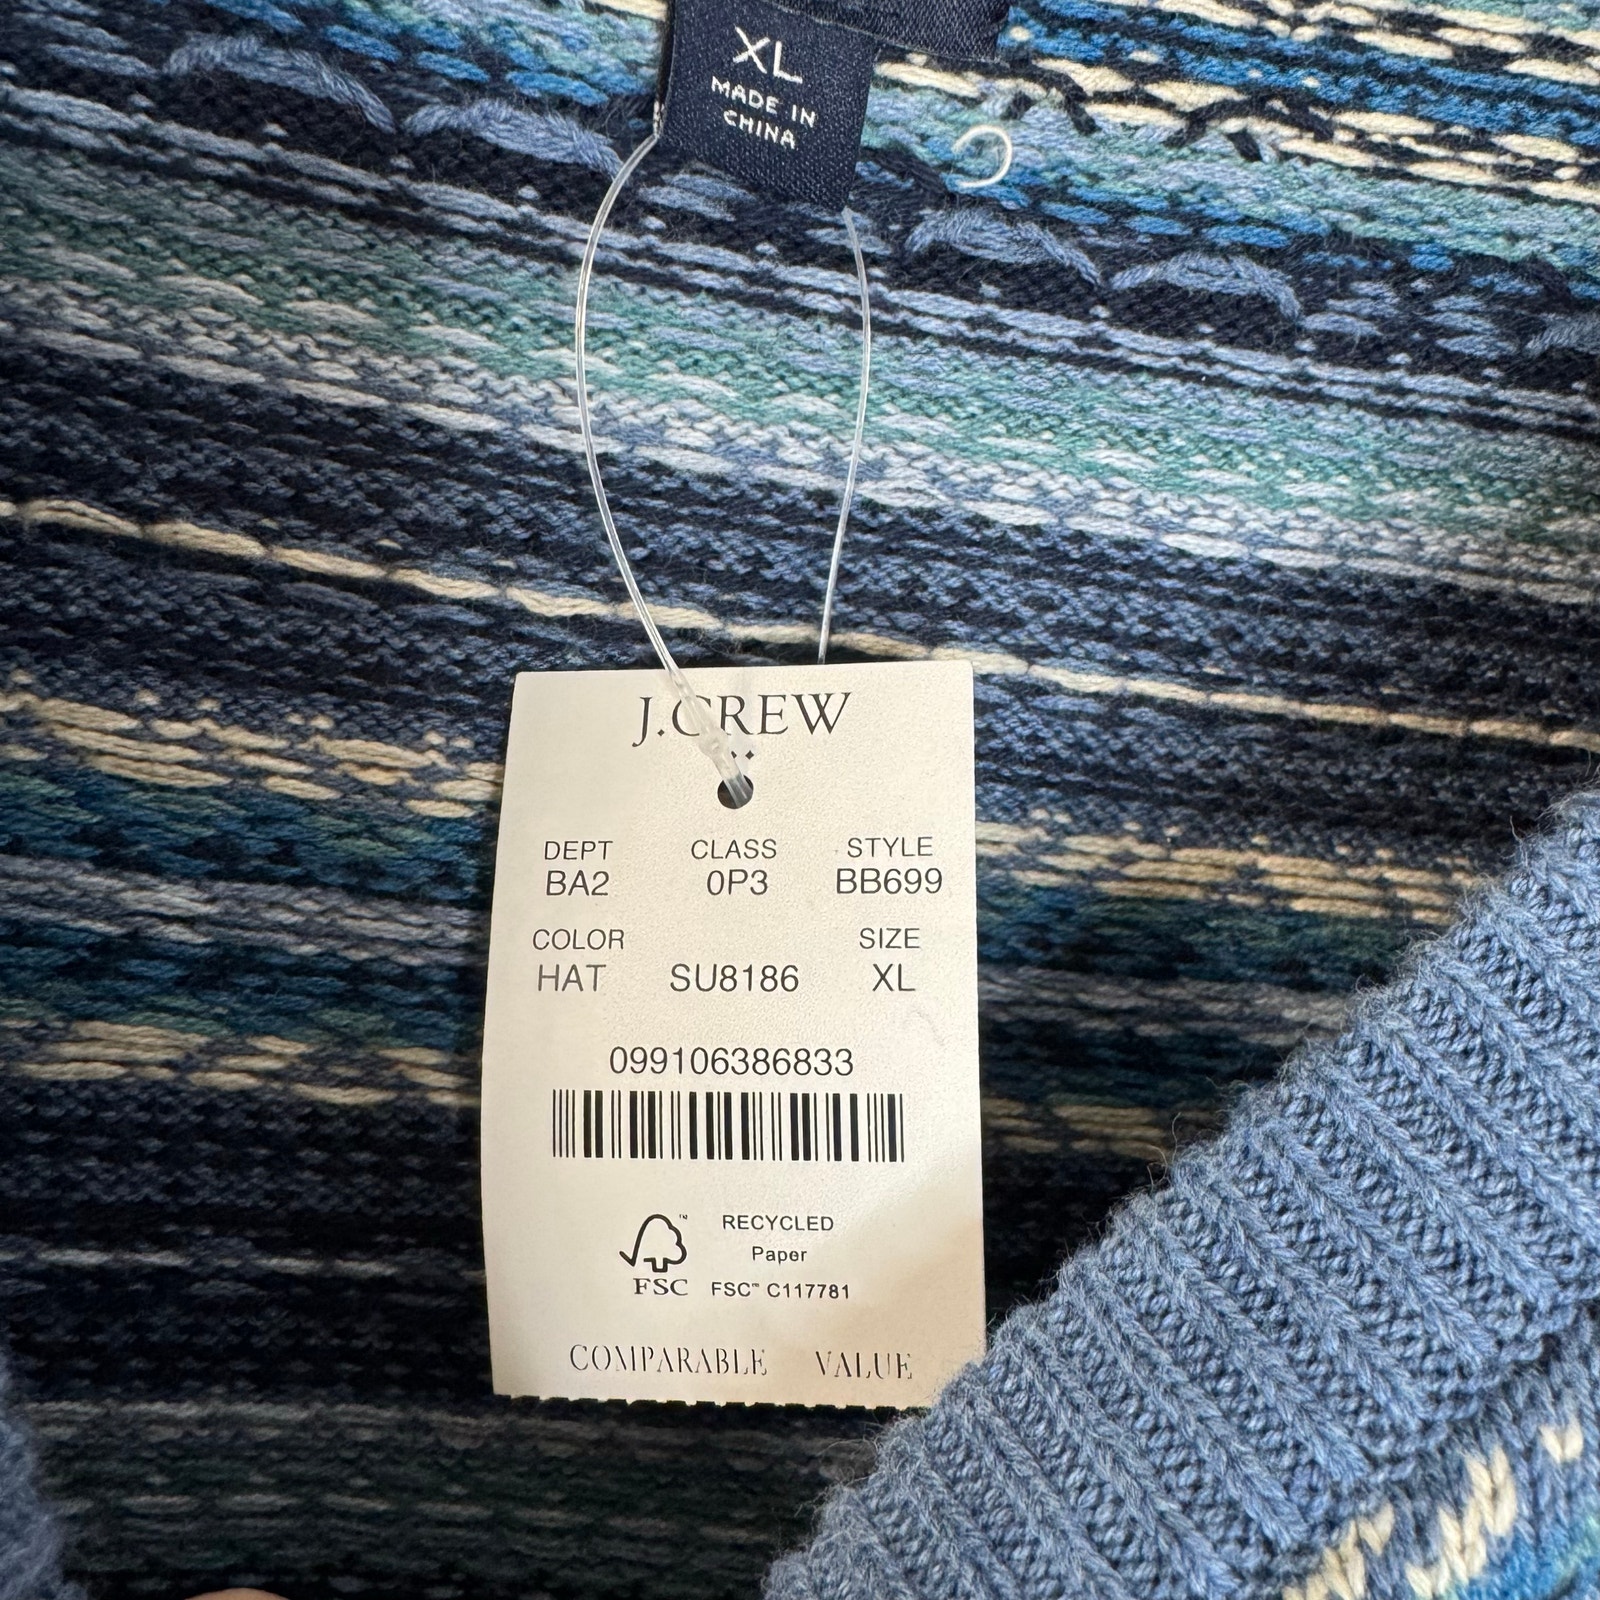 XL
MADE IN
CHINA
J.CREW
DEPT CLASS STYLE
BA2 0P3 BB699
COLOR SIZE
HAT SU8186 XL
099106386833
RECYCLED
Paper
FSC™ C117781
FSC
COMPARABLE VALUE